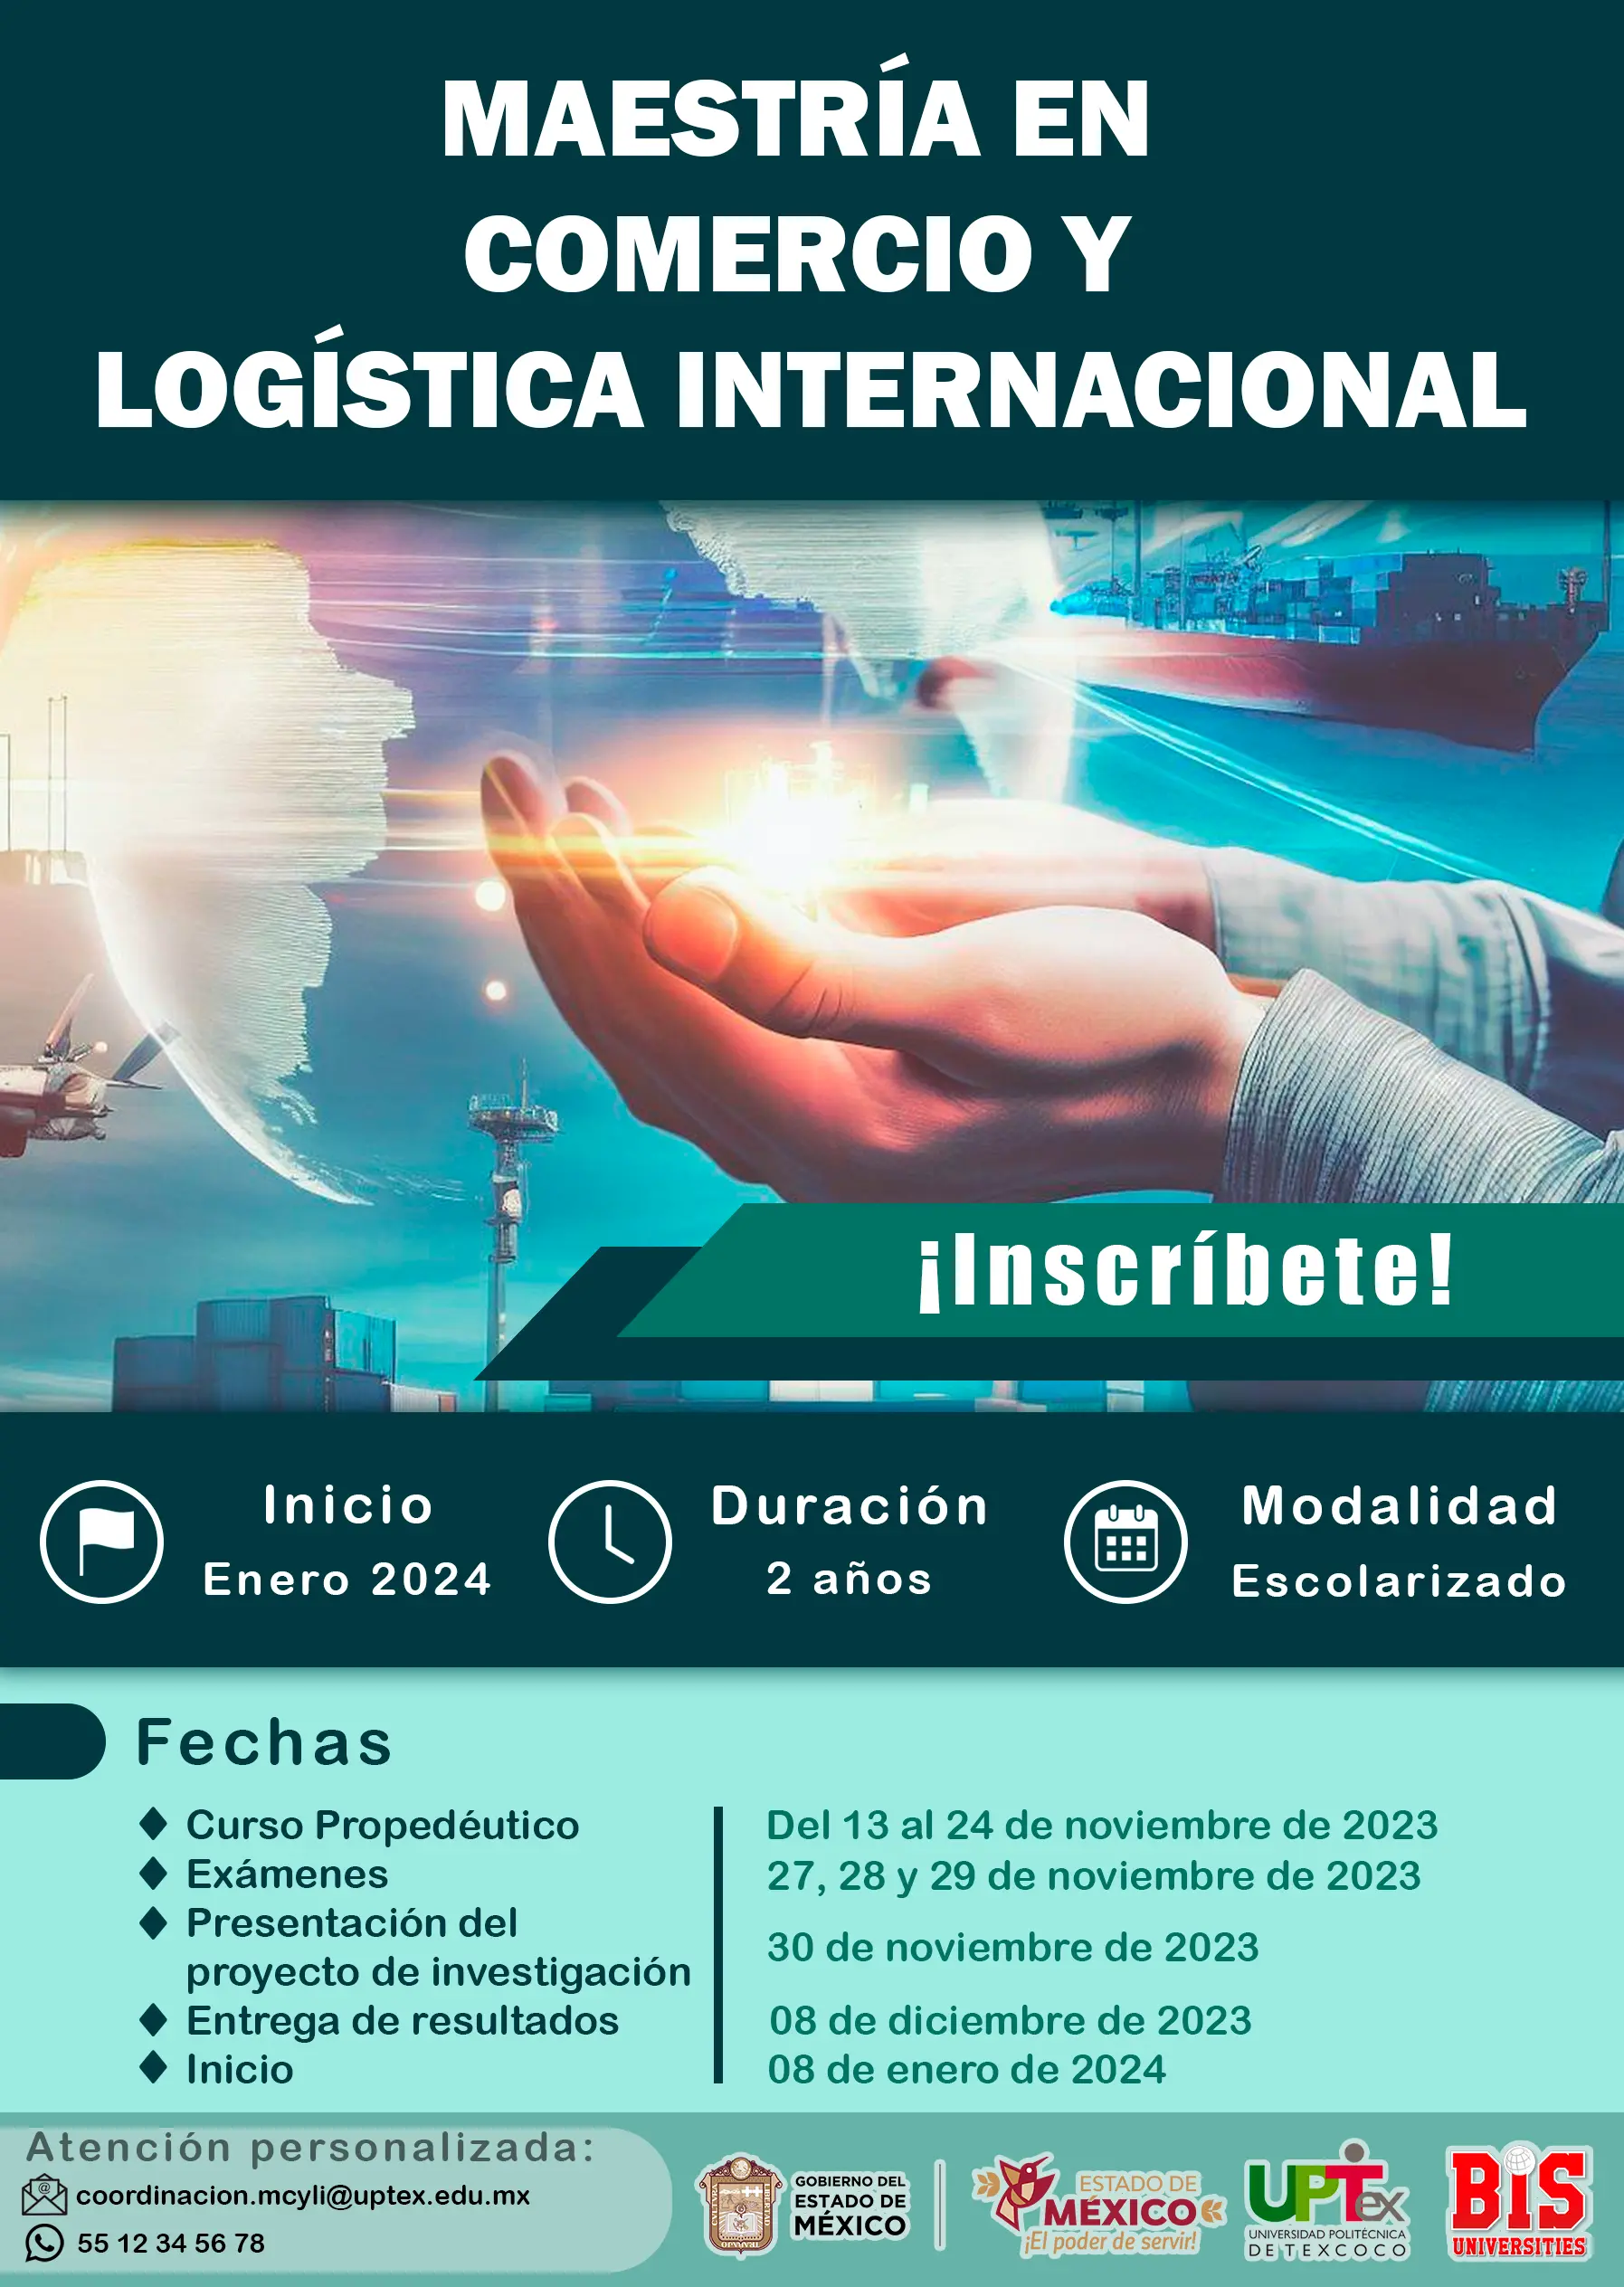 MAESTRÍA EN
COMERCIO Y
LOGÍSTICA INTERNACIONAL
¡Inscríbete!
Inicio
Enero 2024
Duración
2 años
Modalidad
Escolarizado
Fechas
Curso Propedéutico
Del 13 al 24 de noviembre de 2023
Exámenes
27, 28 y 29 de noviembre de 2023
Presentación del
proyecto de investigación
30 de noviembre de 2023
Entrega de resultados
08 de diciembre de 2023
Inicio
08 de enero de 2024
Atención personalizada:
coordinacion.mcyli@uptex.edu.mx
55 12 34 56 78
GOBIERNO DEL
ESTADO DE
MÉXICO
ESTADO DE
MÉXICO
¡El poder de servir!
UPTex
UNIVERSIDAD POLITÉCNICA
DE TEXCOCO
BIS
UNIVERSITIES